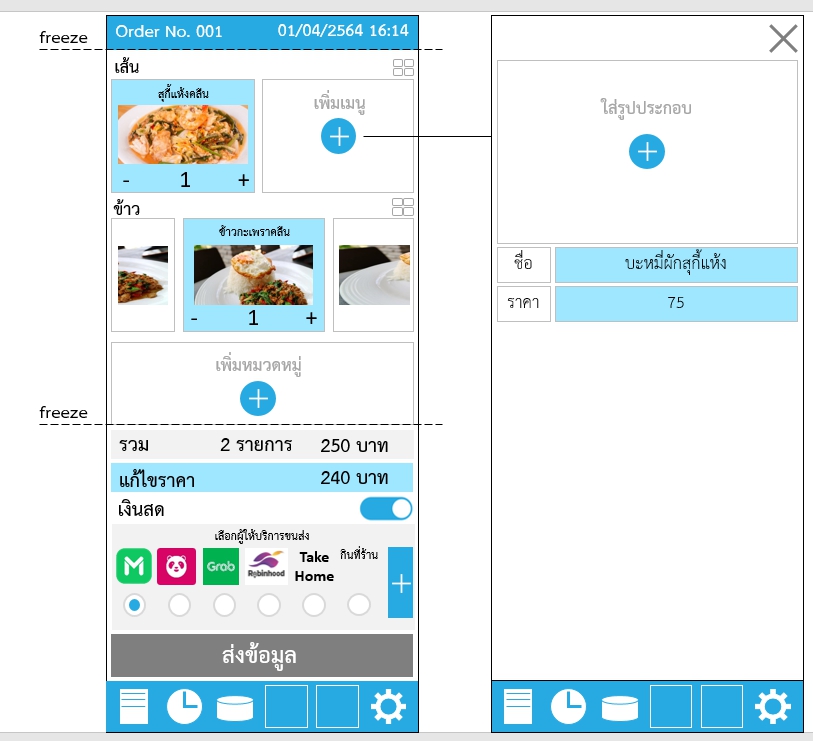 freeze
Order No. 001 01/04/2564 16:14
เส้น
สุกี้แห้งคลีน
- 1 +
เพิ่มเมนู
+
ข้าว
ข้าวกะเพราคลีน
- 1 +
เพิ่มหมวดหมู่
+
freeze
รวม 2 รายการ 250 บาท
แก้ไขราคา 240 บาท
เงินสด
เลือกผู้ให้บริการขนส่ง
Grab
Robinhood
Take
Home
กินที่ร้าน
+
ส่งข้อมูล
ใส่รูปประกอบ
+
ชื่อ บะหมี่ผักสุกี้แห้ง
ราคา 75